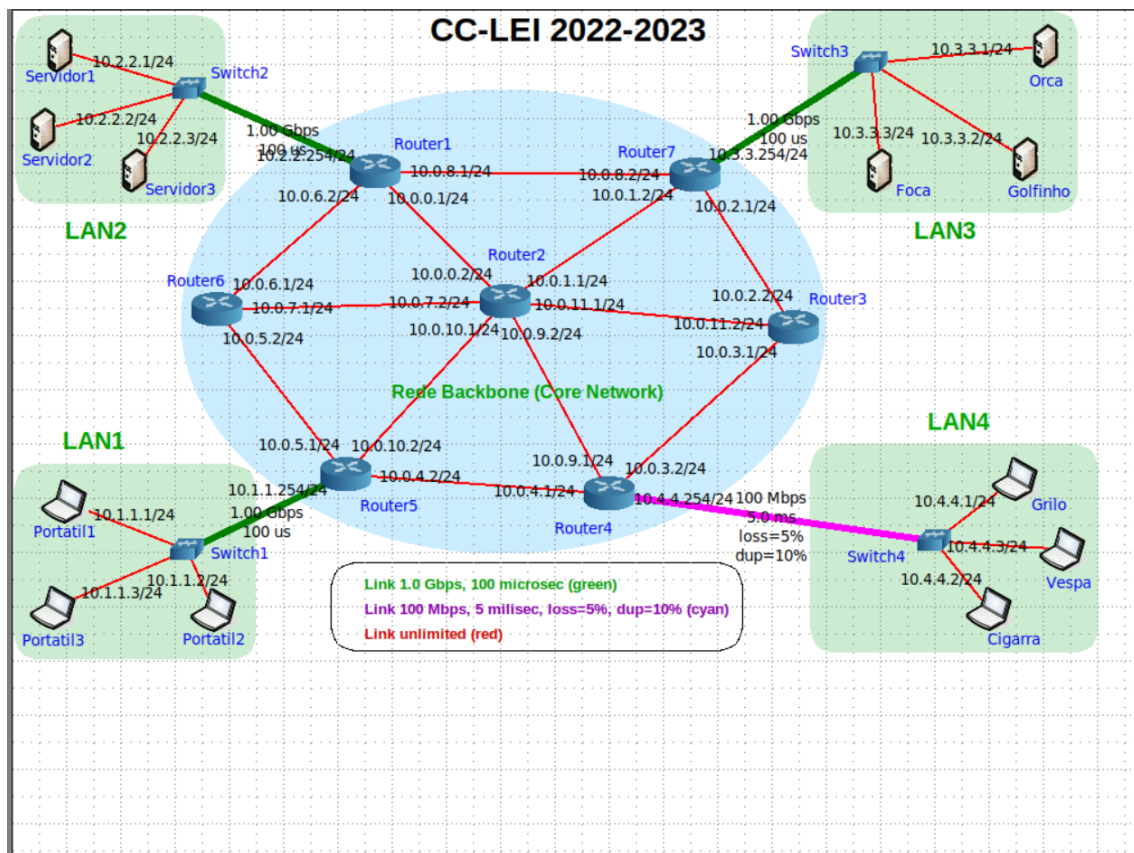 CC-LEI 2022-2023
10.2.2.1/24
Servidor1
Switch2
10.2.2.2/24
Servidor2
10.2.2.3/24
Servidor3
LAN2
1.00 Gbps
100 us
10.2.2.254/24
Router1
10.0.8.1/24
10.0.6.2/24
10.0.0.1/24
Switch3
10.3.3.1/24
Orca
1.00 Gbps
100 us
10.3.3.254/24
10.3.3.3/24
10.3.3.2/24
Foca
Golfinho
LAN3
Router7
10.0.8.2/24
10.0.1.2/24
10.0.2.1/24
Router2
10.0.0.2/24
10.0.1.1/24
10.0.7.2/24
10.0.11.1/24
10.0.10.1/24
10.0.9.2/24
Router6
10.0.6.1/24
10.0.7.1/24
10.0.5.2/24
10.0.2.2/24
Router3
10.0.11.2/24
10.0.3.1/24
Rede Backbone (Core Network)
LAN1
10.0.5.1/24
10.0.10.2/24
10.0.4.2/24
10.1.1.254/24
Router5
1.00 Gbps
100 us
10.1.1.1/24
Portatil1
Switch1
10.1.1.2/24
10.1.1.3/24
Portatil3
Portatil2
10.0.9.1/24
10.0.3.2/24
10.0.4.1/24
10.4.4.254/24
Router4
100 Mbps
5.0 ms
loss=5%
dup=10%
LAN4
10.4.4.1/24
Grilo
10.4.4.3/24
Switch4
Vespa
10.4.4.2/24
Cigarra
Link 1.0 Gbps, 100 microsec (green)
Link 100 Mbps, 5 milisec, loss=5%, dup=10% (cyan)
Link unlimited (red)